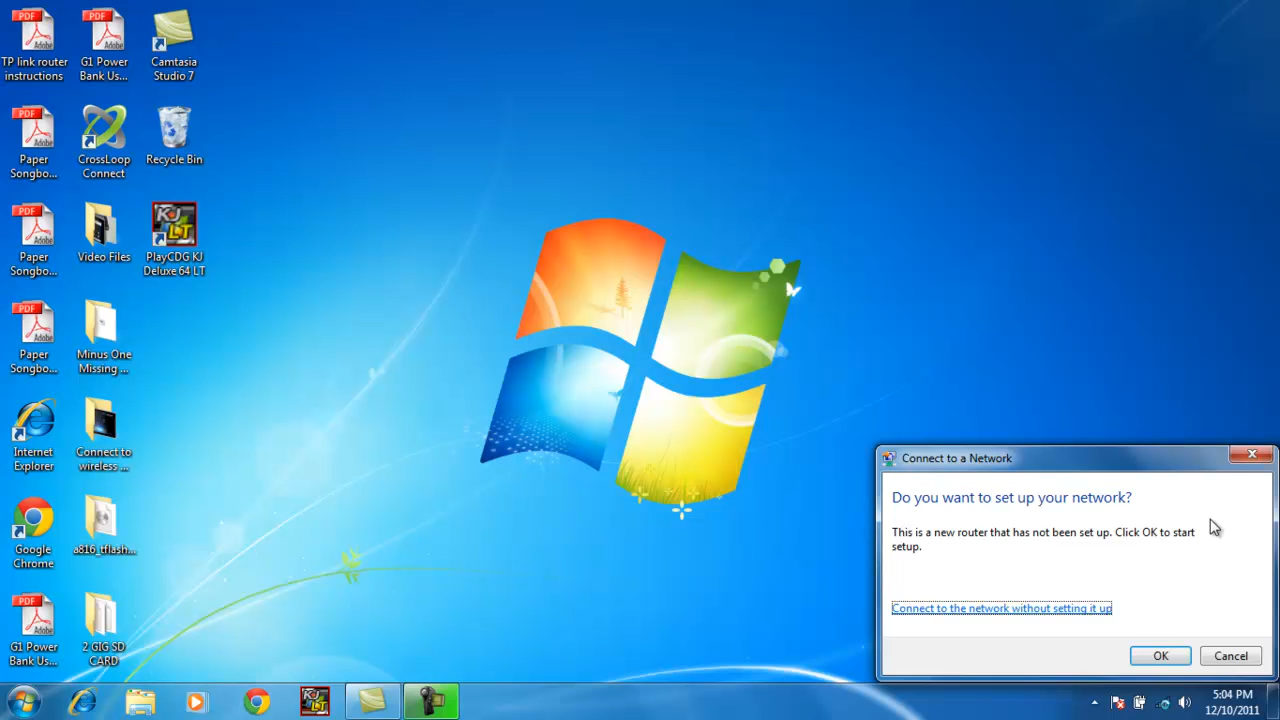 TP link router
instructions
G1 Power
Bank Us...
Camtasia
Studio 7
Paper
Songbo...
CrossLoop
Connect
Recycle Bin
Paper
Songbo...
Video Files
PlayCDG KJ
Deluxe 64 LT
Paper
Songbo...
Minus One
Missing ...
Internet
Explorer
Connect to
wireless ...
Google
Chrome
a816_tflash...
G1 Power
Bank Us...
2 GIG SD
CARD
Connect to a Network
Do you want to set up your network?
This is a new router that has not been set up. Click OK to start
setup.
Connect to the network without setting it up
OK
Cancel
5:04 PM
12/10/2011